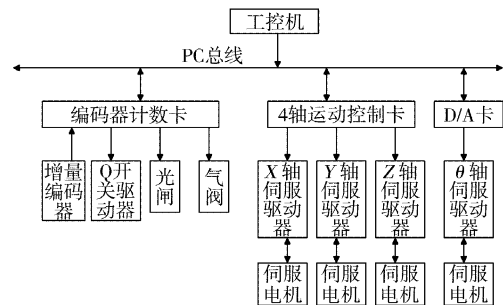 工控机
PC总线
编码器计数卡
4轴运动控制卡
D/A卡
增量
编码
器
Q开
关驱
动器
光
闸
气
阀
X轴
伺服
驱动
器
Y轴
伺服
驱动
器
Z轴
伺服
驱动
器
θ轴
伺服
驱动
器
伺服
电机
伺服
电机
伺服
电机
伺服
电机